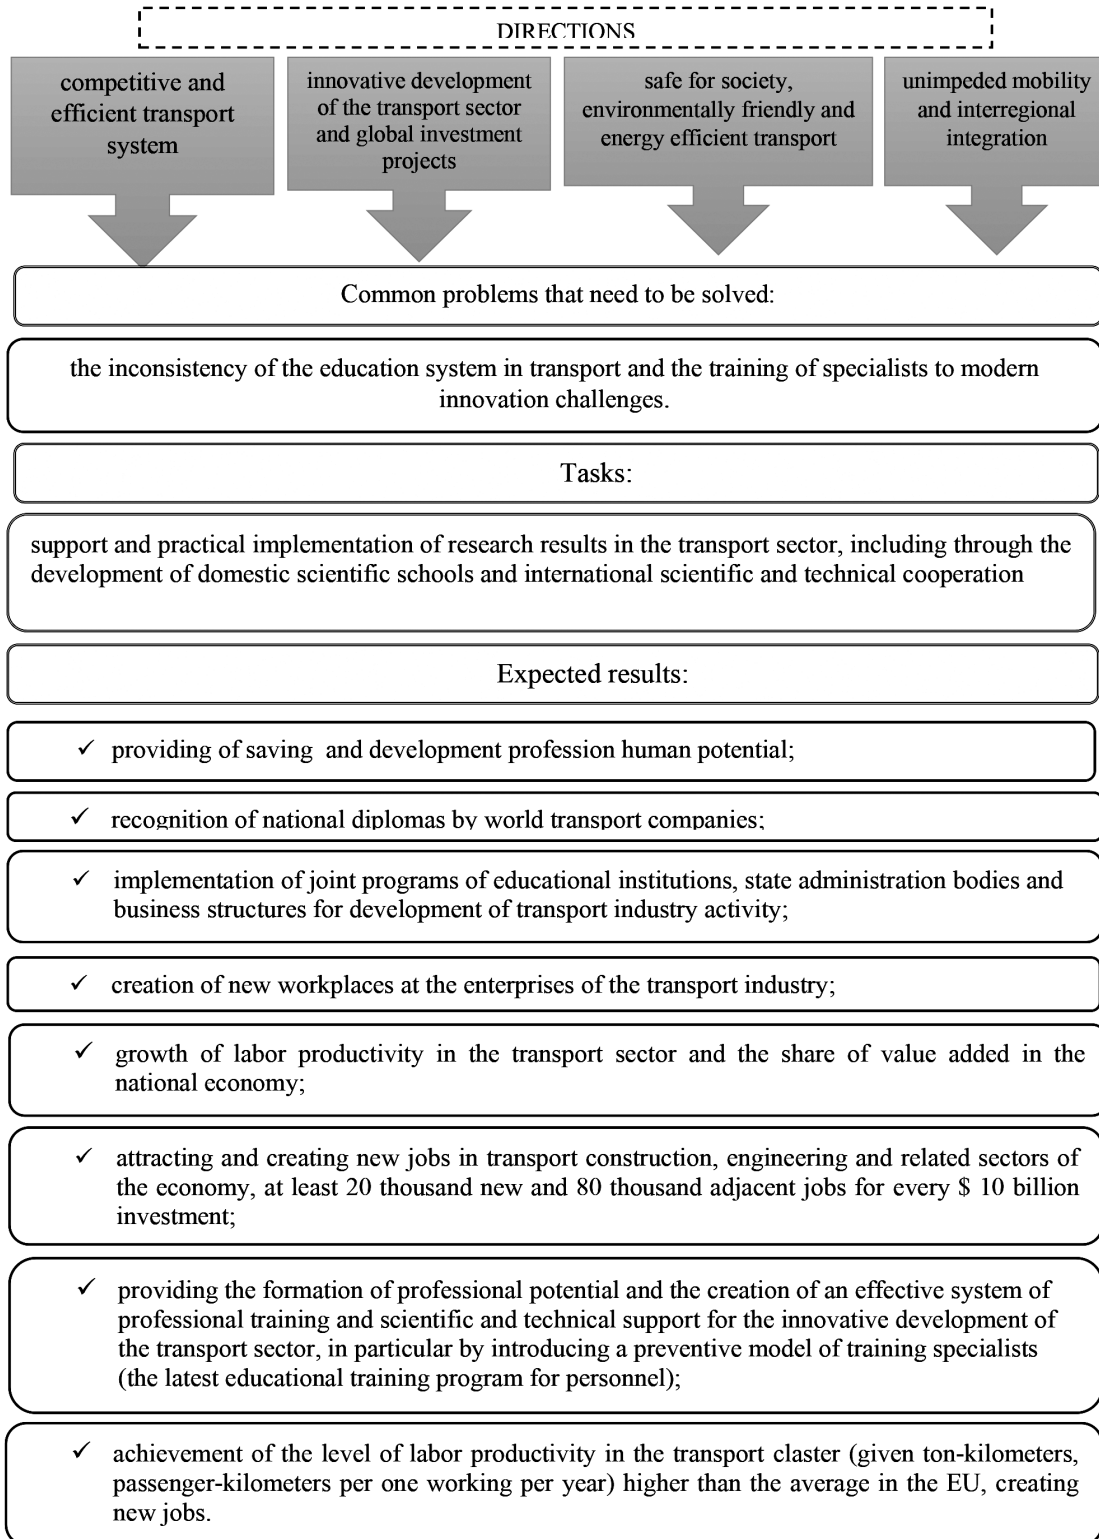 DIRECTIONS
competitive and
efficient transport
system
innovative development
of the transport sector
and global investment
projects
safe for society,
environmentally friendly and
energy efficient transport
unimpeded mobility
and interregional
integration
Common problems that need to be solved:
the inconsistency of the education system in transport and the training of specialists to modern
innovation challenges.
Tasks:
support and practical implementation of research results in the transport sector, including through the
development of domestic scientific schools and international scientific and technical cooperation
Expected results:
✓ providing of saving and development profession human potential;
✓ recognition of national diplomas by world transport companies;
✓ implementation of joint programs of educational institutions, state administration bodies and
business structures for development of transport industry activity;
✓ creation of new workplaces at the enterprises of the transport industry;
✓ growth of labor productivity in the transport sector and the share of value added in the
national economy;
✓ attracting and creating new jobs in transport construction, engineering and related sectors of
the economy, at least 20 thousand new and 80 thousand adjacent jobs for every $ 10 billion
investment;
✓ providing the formation of professional potential and the creation of an effective system of
professional training and scientific and technical support for the innovative development of
the transport sector, in particular by introducing a preventive model of training specialists
(the latest educational training program for personnel);
✓ achievement of the level of labor productivity in the transport claster (given ton-kilometers,
passenger-kilometers per one working per year) higher than the average in the EU, creating
new jobs.